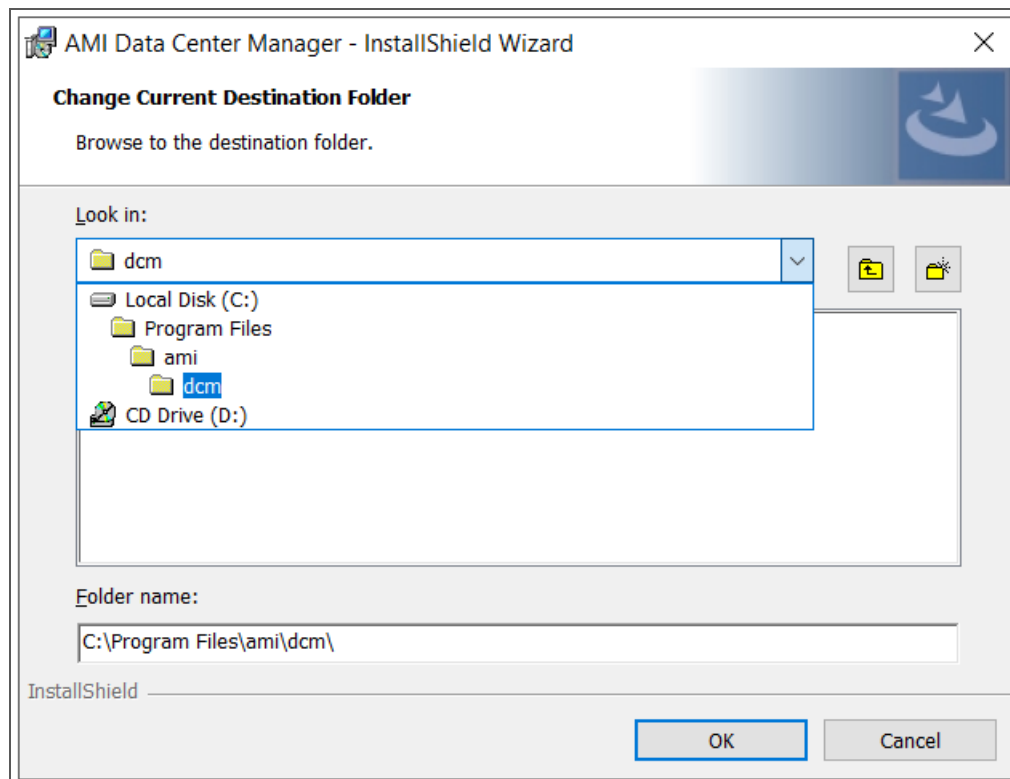 AMI Data Center Manager - InstallShield Wizard
Change Current Destination Folder
Browse to the destination folder.
Look in:
dcm
Local Disk (C:)
Program Files
ami
dcm
CD Drive (D:)
Folder name:
C:\Program Files\ami\dcm\
InstallShield
OK Cancel